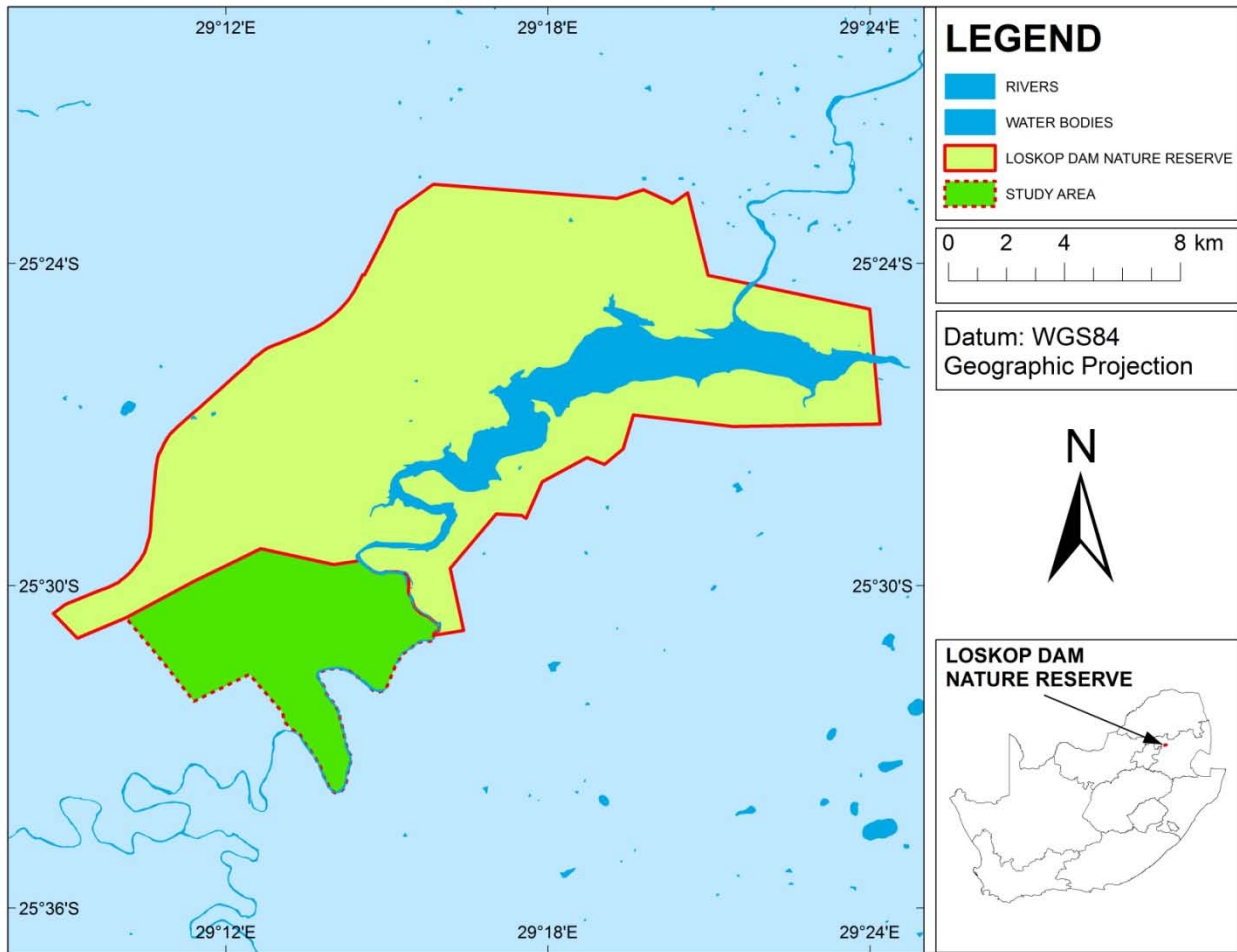 29°12'E
29°18'E
29°24'E
25°24'S
25°24'S
25°30'S
25°30'S
25°36'S
25°36'S
29°12'E
29°18'E
29°24'E
LEGEND
RIVERS
WATER BODIES
LOSKOP DAM NATURE RESERVE
STUDY AREA
0 2 4 8 km
Datum: WGS84
Geographic Projection
N
LOSKOP DAM
NATURE RESERVE